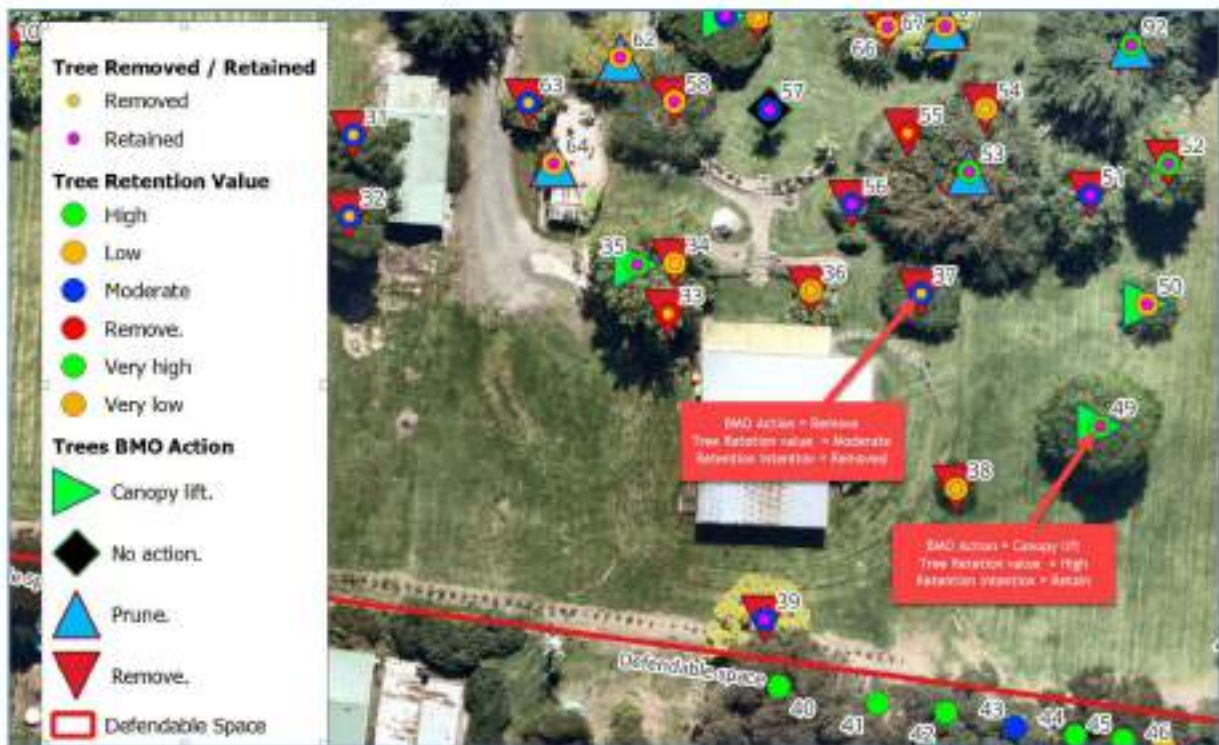 Tree Removed / Retained
Removed
Retained
Tree Retention Value
High
Low
Moderate
Remove.
Very high
Very low
Trees BMO Action
Canopy lift.
No action.
Prune.
Remove.
Defendable Space
10
62
67
66
92
63
58
57
54
31
55
64
53
52
51
32
56
35
34
33
36
37
50
BMO Action = Remove
Tree Retation value = Moderate
Retention Intention = Removed
49
38
BMO Action = Canopy lift
Tree Retation value = High
Retention Intention = Retain
39
Defendable space
40
41
42
43
44
45
46